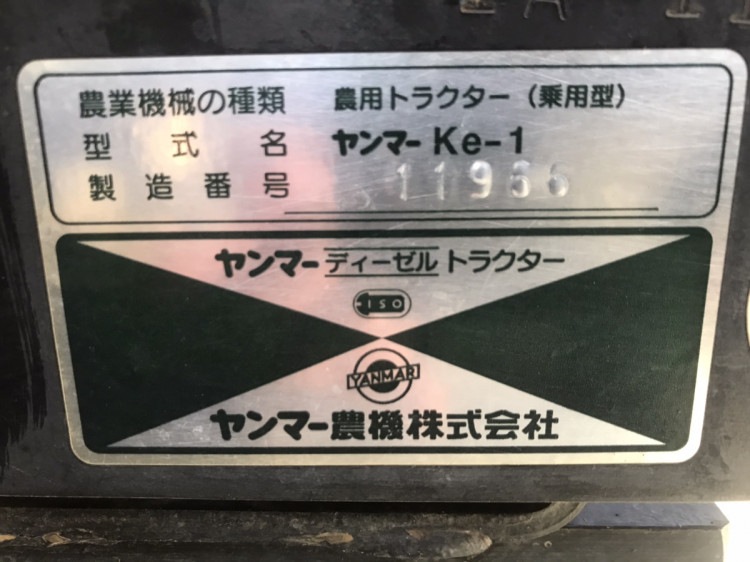 農業機械の種類 農用トラクター（乗用型）
型式名 ヤンマー Ke-1
製造番号 11966
ヤンマーディーゼルトラクター
ISO
YANMAR
ヤンマー農機株式会社